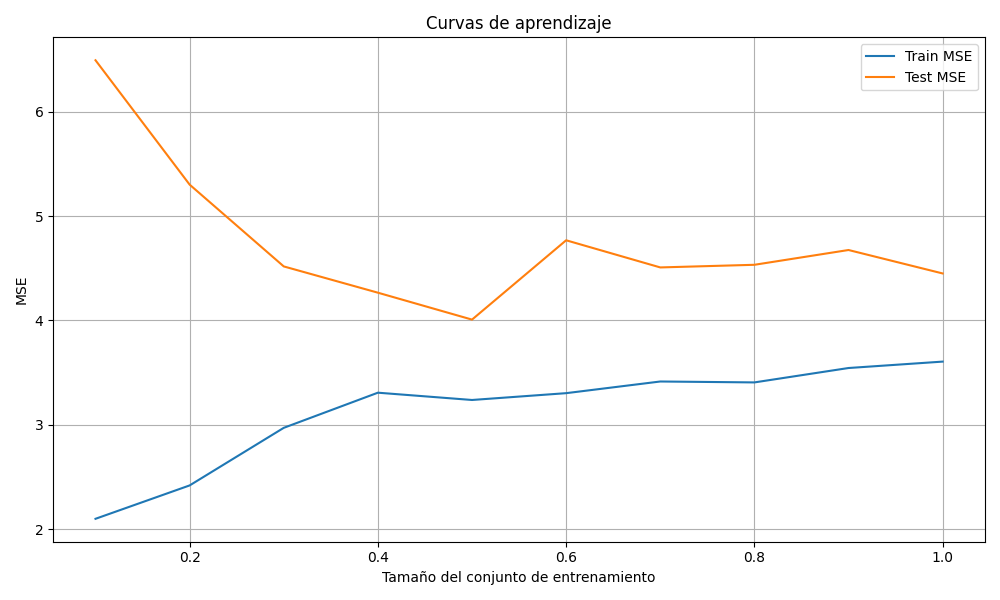 Curvas de aprendizaje
Train MSE
Test MSE
MSE
6
5
4
3
2
0.2
0.4
0.6
0.8
1.0
Tamaño del conjunto de entrenamiento